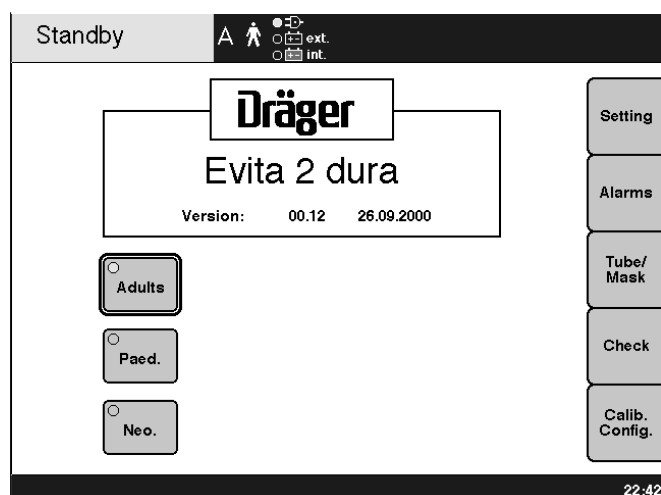 Standby
A
ext.
int.
Dräger
Evita 2 dura
Version: 00.12 26.09.2000
Adults
Paed.
Neo.
Setting
Alarms
Tube/
Mask
Check
Calib.
Config.
22:42